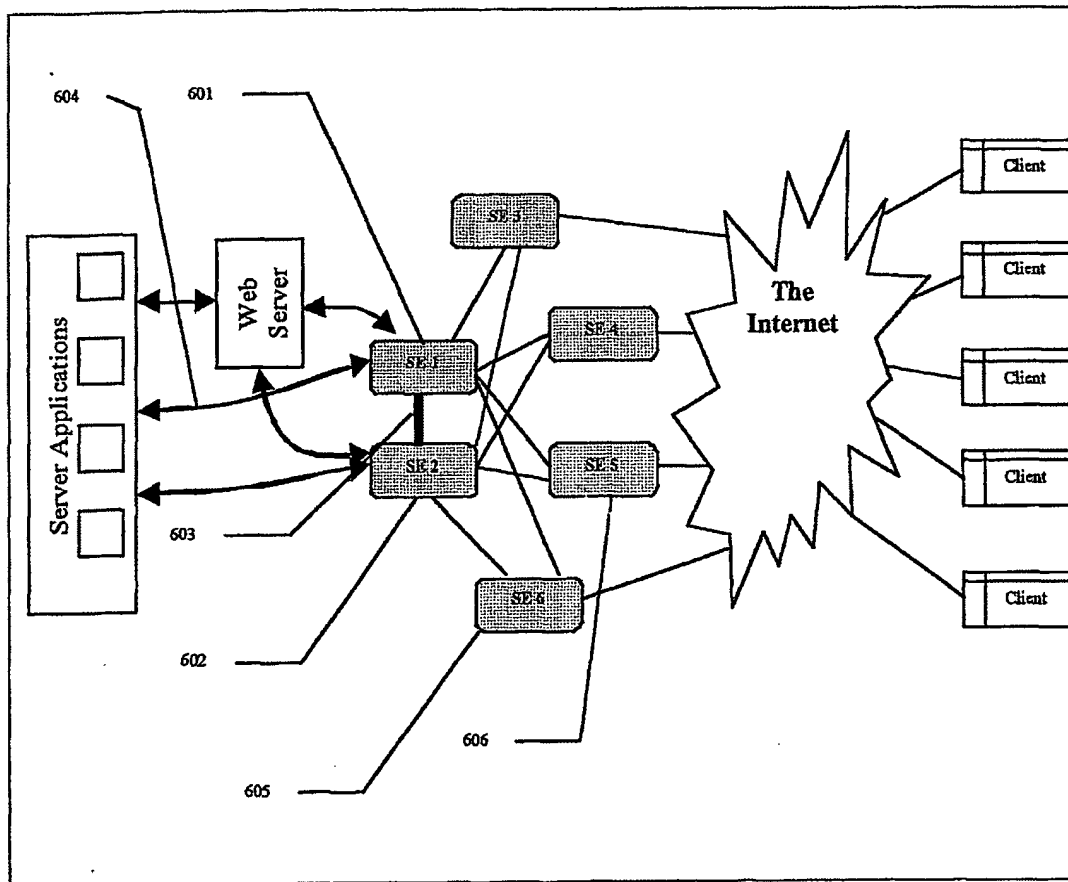 604
601
Client
SE 3
Client
Web
Server
The
Internet
SE 4
SE 1
Client
Server Applications
SE 2
SE 5
Client
603
SE 6
Client
602
606
605